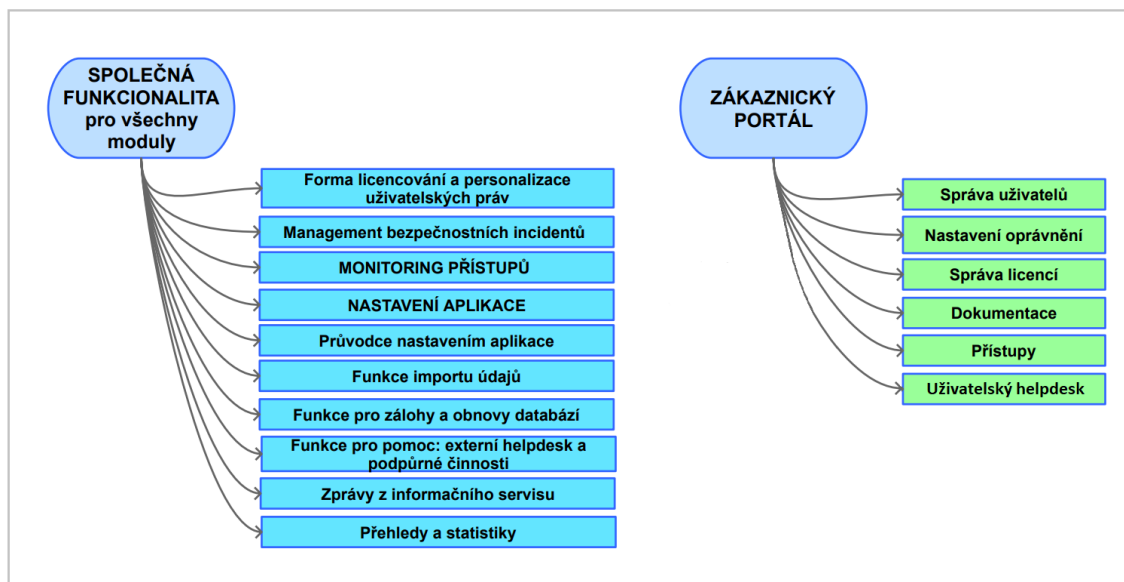 SPOLEČNÁ
FUNKCIONALITA
pro všechny
moduly
Forma licencování a personalizace
uživatelských práv
Management bezpečnostních incidentů
MONITORING PŘÍSTUPŮ
NASTAVENÍ APLIKACE
Průvodce nastavením aplikace
Funkce importu údajů
Funkce pro zálohy a obnovy databází
Funkce pro pomoc: externí helpdesk a
podpůrné činnosti
Zprávy z informačního servisu
Přehledy a statistiky
ZÁKAZNICKÝ
PORTÁL
Správa uživatelů
Nastavení oprávnění
Správa licencí
Dokumentace
Přístupy
Uživatelský helpdesk